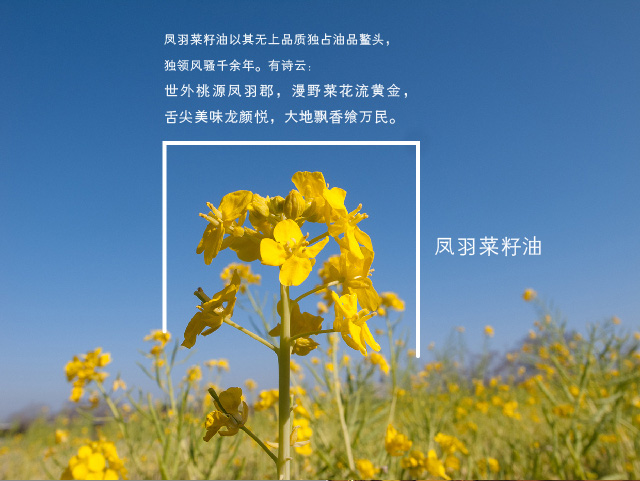 凤羽菜籽油以其无上品质独占油品鳌头，
独领风骚千余年。有诗云：
世外桃源凤羽郡，漫野菜花流黄金，
舌尖美味龙颜悦，大地飘香飨万民。
凤羽菜籽油